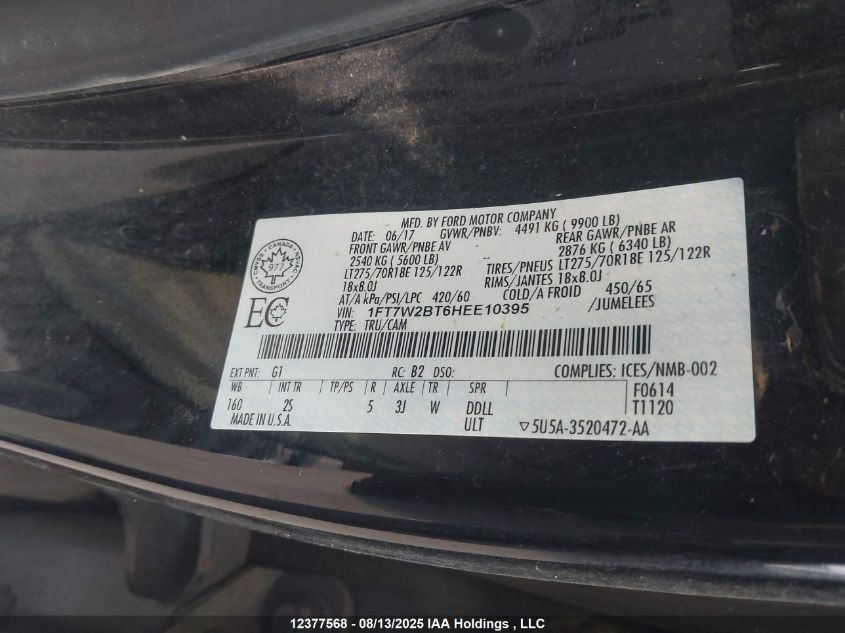 MFD. BY FORD MOTOR COMPANY
DATE: 06/17 GVWR/PNBV: 4491 KG ( 9900 LB)
FRONT GAWR/PNBE AV REAR GAWR/PNBE AR
2540 KG ( 5600 LB) 2876 KG ( 6340 LB)
LT275/70R18E 125/122R TIRES/PNEUS LT275/70R18E 125/122R
18x8.0J RIMS/JANTES 18x8.0J
AT/A kPa/PSI/LPC 420/60 COLD/A FROID 450/65
VIN: 1FT7W2BT6HEE10395 /JUMELEES
TYPE: TRU/CAM
CANADA
977
TRANSPORT
EC
EXT PNT: G1 RC: B2 DSO: COMPLIES: ICES/NMB-002
WB INT TR TP/PS R AXLE TR SPR F0614
160 2S 5 3J W DDLL T1120
MADE IN U.S.A. ULT ▽5U5A-3520472-AA
12377568 - 08/13/2025 IAA Holdings , LLC